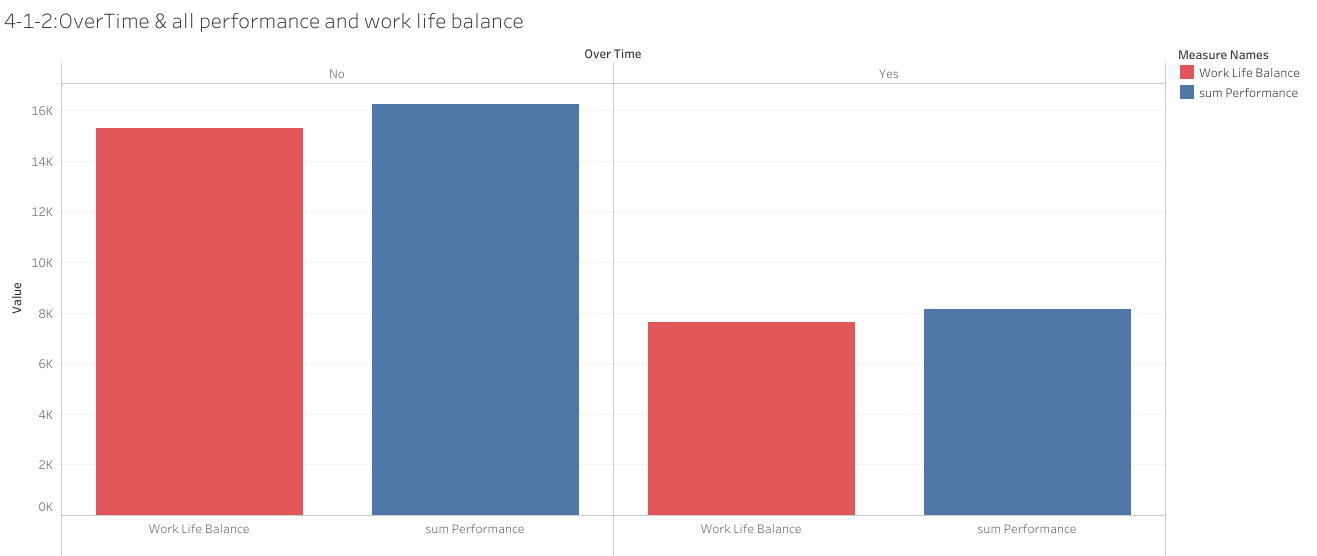 4-1-2:OverTime & all performance and work life balance
Over Time
No
Yes
Measure Names
Work Life Balance
sum Performance
Value
16K
14K
12K
10K
8K
6K
4K
2K
0K
Work Life Balance
sum Performance
Work Life Balance
sum Performance